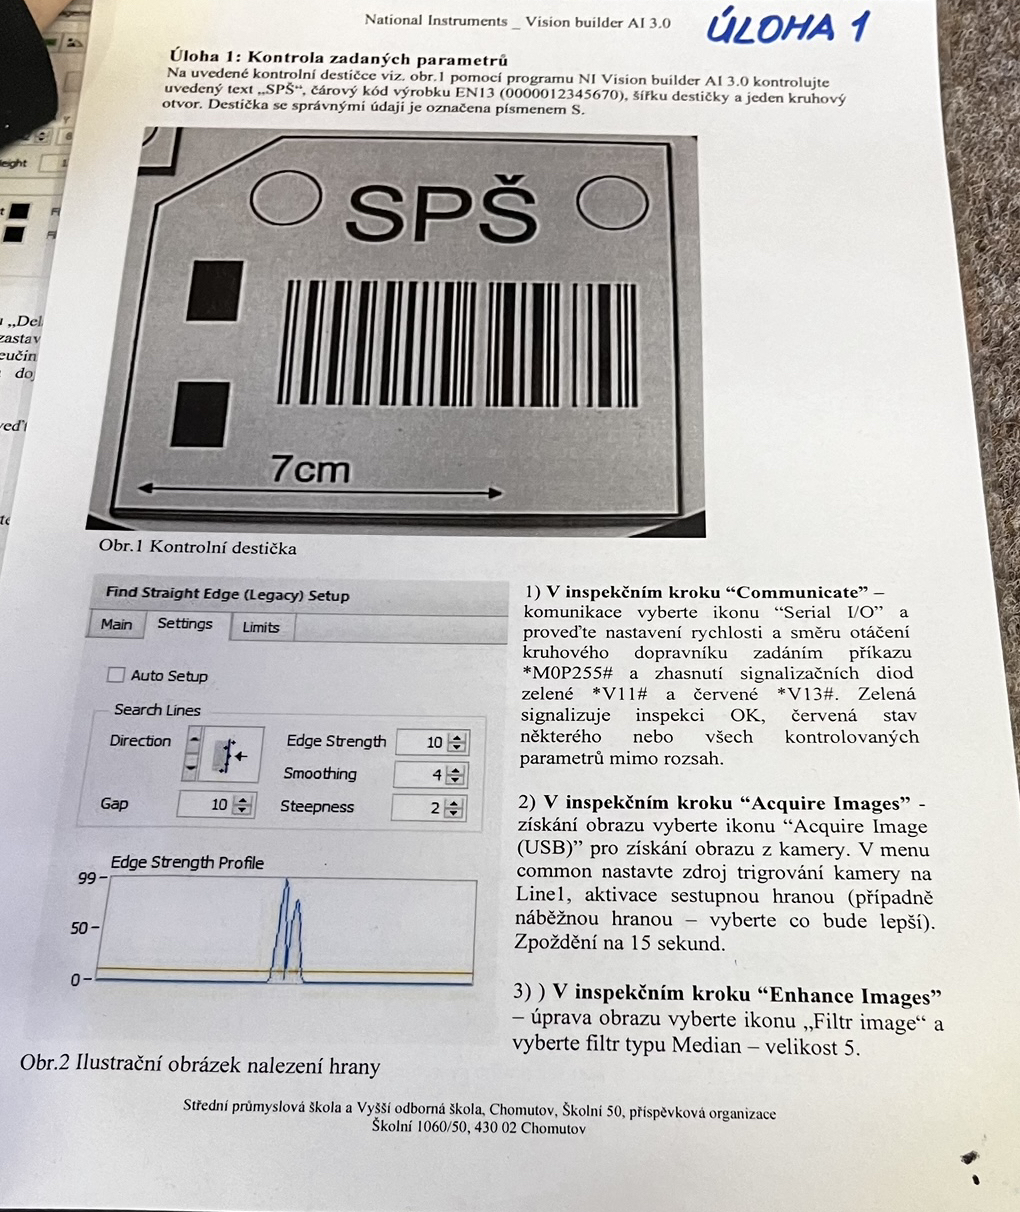 National Instruments _ Vision builder AI 3.0
ÚLOHA 1
Úloha 1: Kontrola zadaných parametrů
Na uvedené kontrolní destičce viz. obr.1 pomocí programu NI Vision builder AI 3.0 kontrolujte
uvedený text „SPŠ“, čárový kód výrobku EN13 (0000012345670), šířku destičky a jeden kruhový
otvor. Destička se správnými údaji je označena písmenem S.
SPŠ
7cm
Obr.1 Kontrolní destička
Find Straight Edge (Legacy) Setup
Main Settings Limits
Auto Setup
Search Lines
Direction
Edge Strength 10
Smoothing 4
Gap 10
Steepness 2
Edge Strength Profile
99
50
0
Obr.2 Ilustrační obrázek nalezení hrany
1) V inspekčním kroku “Communicate” –
komunikace vyberte ikonu “Serial I/O” a
proveďte nastavení rychlosti a směru otáčení
kruhového dopravníku zadáním příkazu
*M0P255# a zhasnutí signalizačních diod
zelené *V11# a červené *V13#. Zelená
signalizuje inspekci OK, červená stav
některého nebo všech kontrolovaných
parametrů mimo rozsah.
2) V inspekčním kroku “Acquire Images” -
získání obrazu vyberte ikonu “Acquire Image
(USB)” pro získání obrazu z kamery. V menu
common nastavte zdroj trigrování kamery na
Line1, aktivace sestupnou hranou (případně
náběžnou hranou – vyberte co bude lepší).
Zpoždění na 15 sekund.
3) ) V inspekčním kroku “Enhance Images”
– úprava obrazu vyberte ikonu „Filtr image“ a
vyberte filtr typu Median – velikost 5.
Střední průmyslová škola a Vyšší odborná škola, Chomutov, Školní 50, příspěvková organizace
Školní 1060/50, 430 02 Chomutov